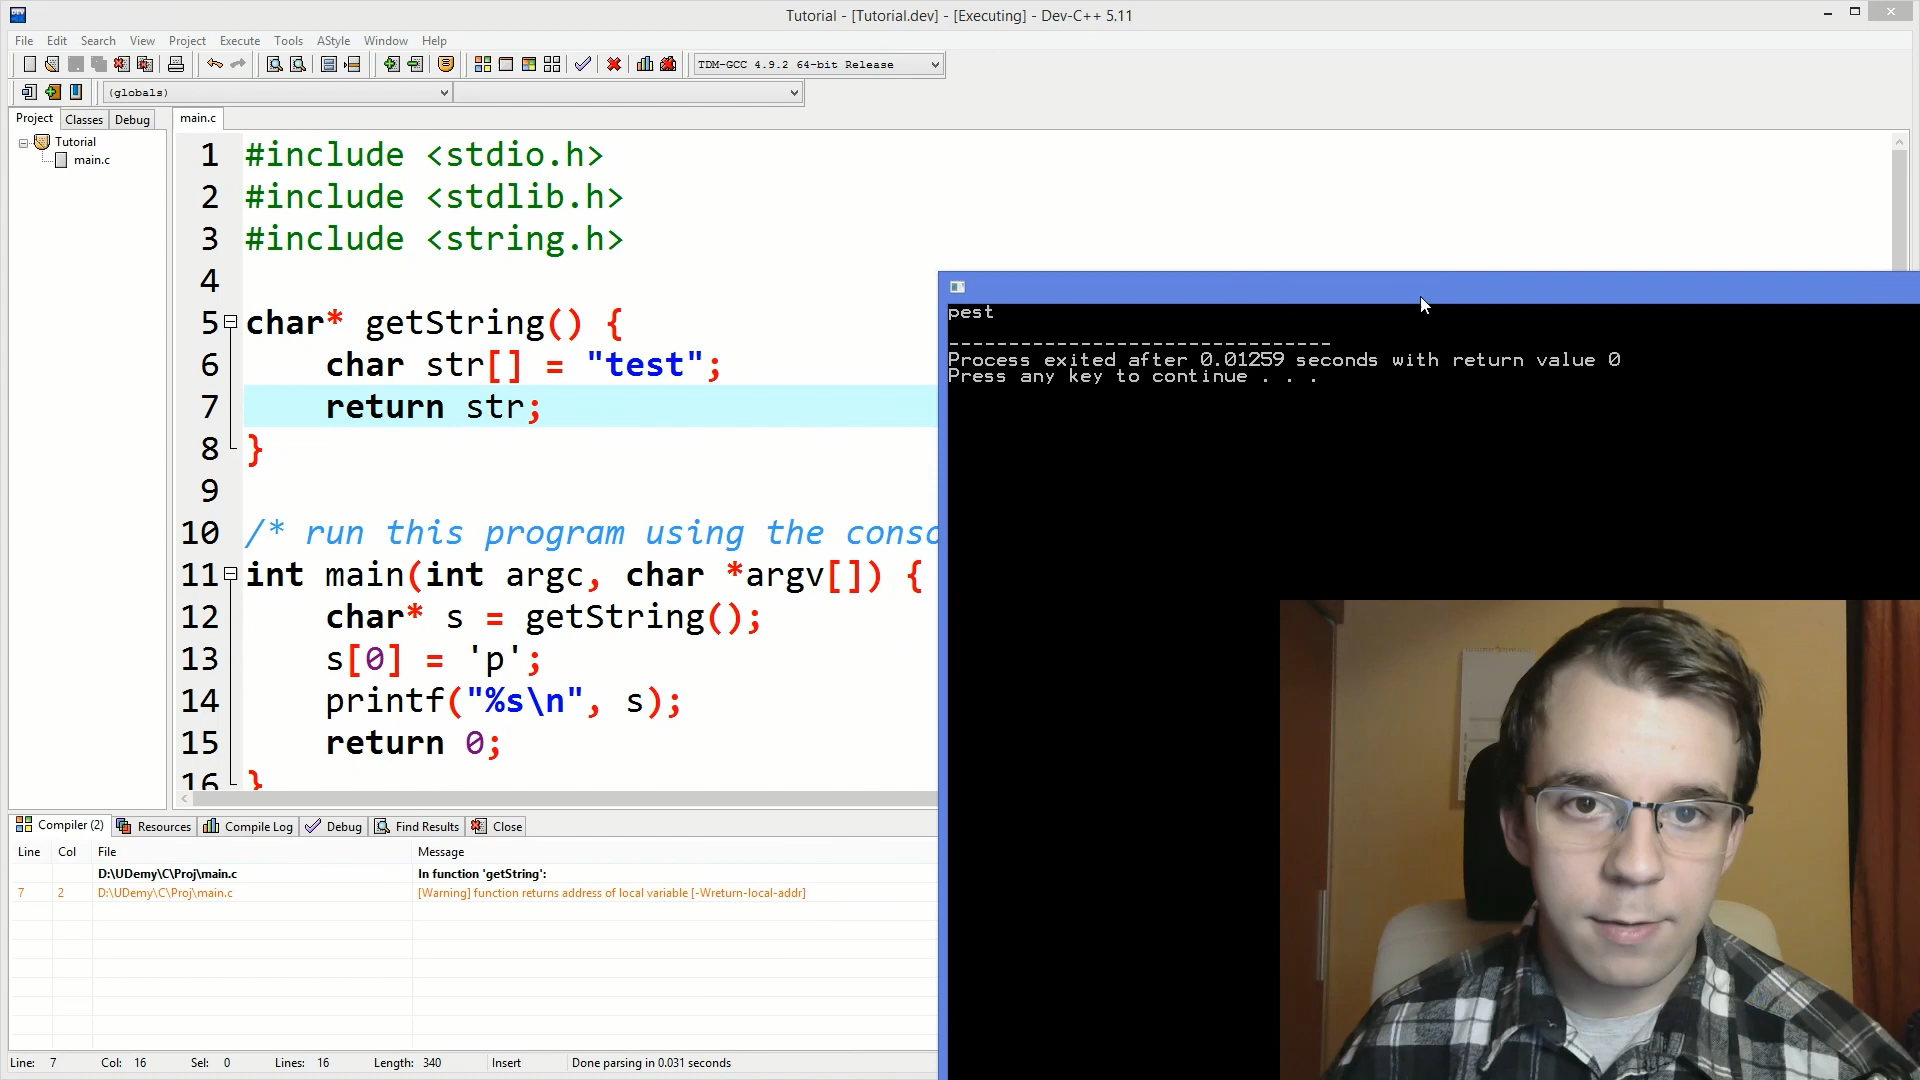 Tutorial - [Tutorial.dev] - [Executing] - Dev-C++ 5.11
File Edit Search View Project Execute Tools AStyle Window Help
TDM-GCC 4.9.2 64-bit Release
(globals)
Project Classes Debug
main.c
Tutorial
main.c
1 #include <stdio.h>
2 #include <stdlib.h>
3 #include <string.h>
4
5 char* getString() {
6 char str[] = "test";
7 return str;
8 }
9
10 /* run this program using the conso
11 int main(int argc, char *argv[]) {
12 char* s = getString();
13 s[0] = 'p';
14 printf("%s\n", s);
15 return 0;
16 }
pest
--------------------------------
Process exited after 0.01259 seconds with return value 0
Press any key to continue . . .
Compiler (2) Resources Compile Log Debug Find Results Close
Line Col File Message
D:\UDemy\C\Proj\main.c In function 'getString':
7 2 D:\UDemy\C\Proj\main.c [Warning] function returns address of local variable [-Wreturn-local-addr]
Line: 7 Col: 16 Sel: 0 Lines: 16 Length: 340 Insert Done parsing in 0.031 seconds